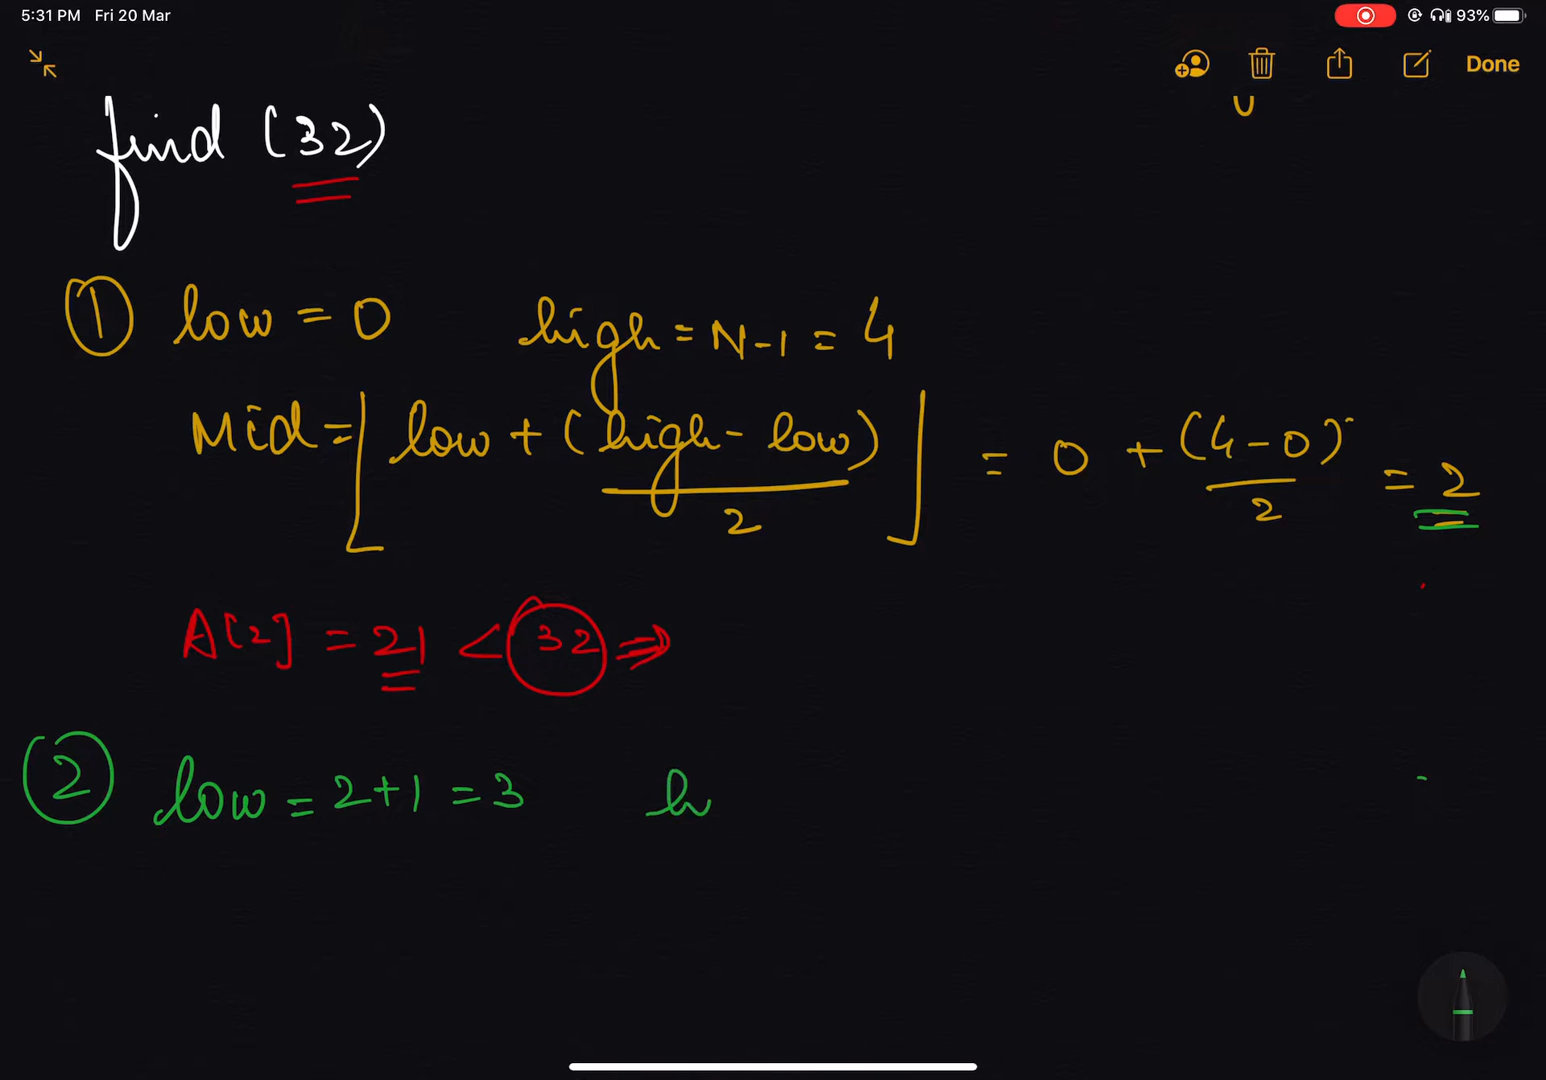 5:31 PM Fri 20 Mar
93%
Done
find (32)
① low = 0 high = N-1 = 4
Mid = ⌊ low + (high - low) / 2 ⌋ = 0 + (4-0) / 2 = 2
A[2] = 21 < 32 ⇒
② low = 2+1 = 3